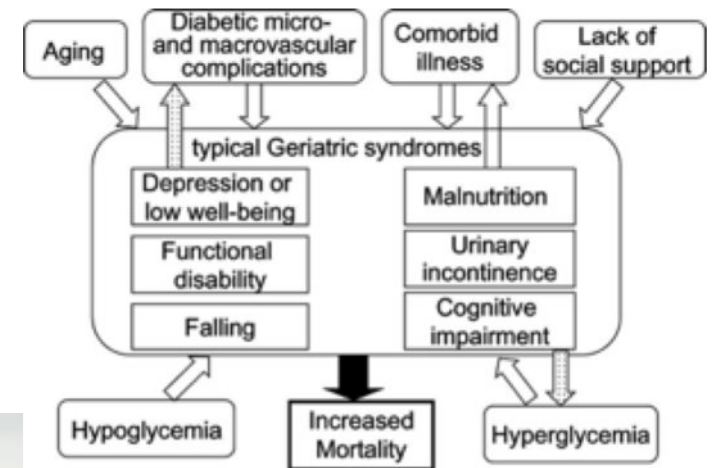 Aging
Diabetic micro-
and macrovascular
complications
Comorbid
illness
Lack of
social support
typical Geriatric syndromes
Depression or
low well-being
Functional
disability
Falling
Malnutrition
Urinary
incontinence
Cognitive
impairment
Hypoglycemia
Increased
Mortality
Hyperglycemia